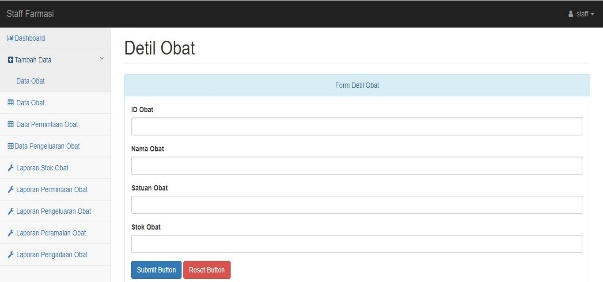 Staff Farmasi
staff
Dashboard
Tambah Data
Data Obat
Data Obat
Data Permintaan Obat
Data Pengeluaran Obat
Laporan Stok Obat
Laporan Permintaan Obat
Laporan Pengeluaran Obat
Laporan Peramalan Obat
Laporan Pengadaan Obat
Detil Obat
Form Detil Obat
ID Obat
Nama Obat
Satuan Obat
Stok Obat
Submit Button Reset Button